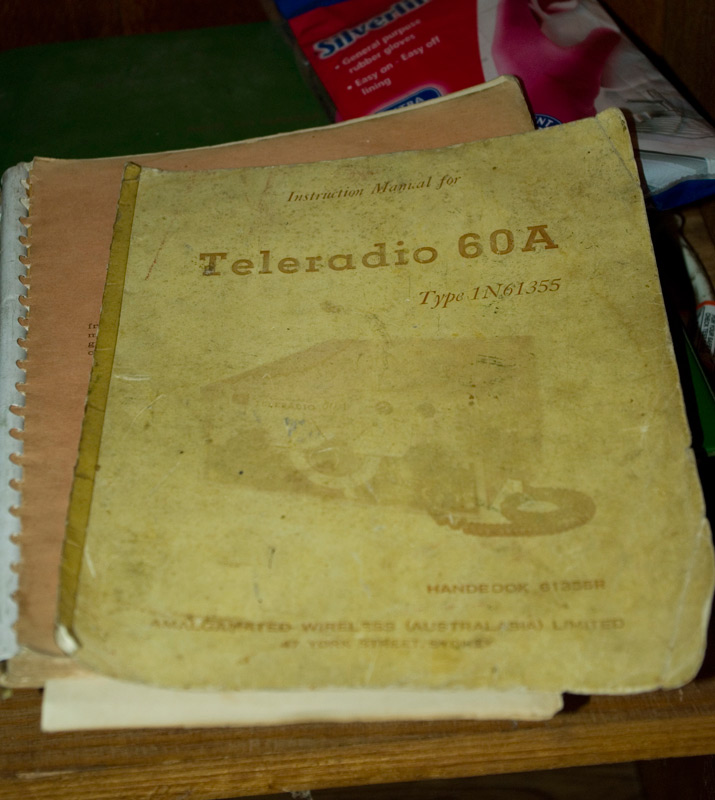 Silverlin
• General purpose
rubber gloves
• Easy on · Easy off
lining
Instruction Manual for
Teleradio 60A
Type 1N61355
HANDBOOK 61355R
AMALGAMATED WIRELESS (AUSTRALASIA) LIMITED
47 YORK STREET, SYDNEY